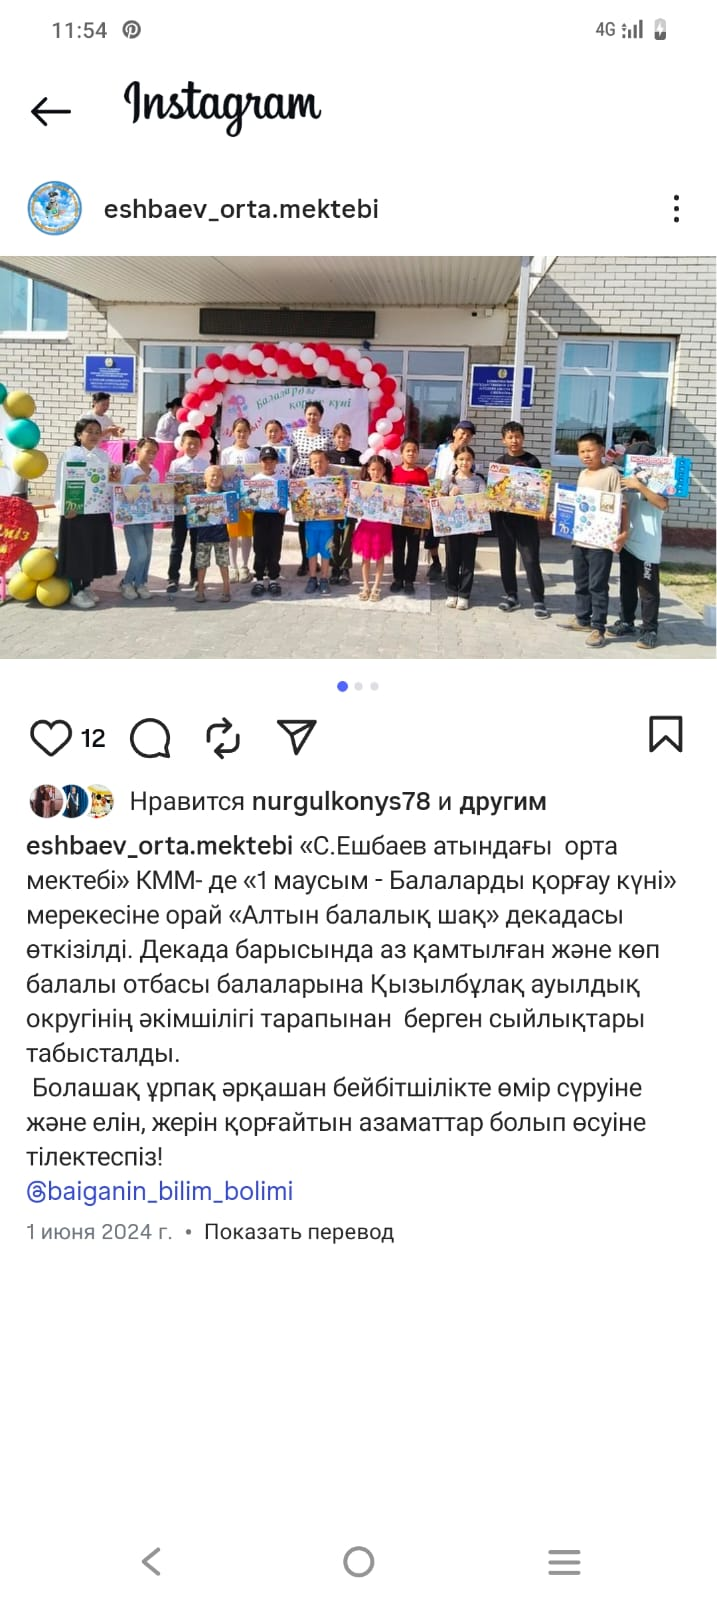 11:54
4G
Instagram
eshbaev_orta.mektebi
Балаларды
қорғау күні
12
Нравится nurgulkonys78 и другим
eshbaev_orta.mektebi «С.Ешбаев атындағы орта
мектебі» КММ- де «1 маусым - Балаларды қорғау күні»
мерекесіне орай «Алтын балалық шақ» декадасы
өткізілді. Декада барысында аз қамтылған және көп
балалы отбасы балаларына Қызылбұлақ ауылдық
округінің әкімшілігі тарапынан берген сыйлықтары
табысталды.
Болашақ ұрпақ әрқашан бейбітшілікте өмір сүруіне
және елін, жерін қорғайтын азаматтар болып өсуіне
тілектеспіз!
@baiganin_bilim_bolimi
1 июня 2024 г. • Показать перевод